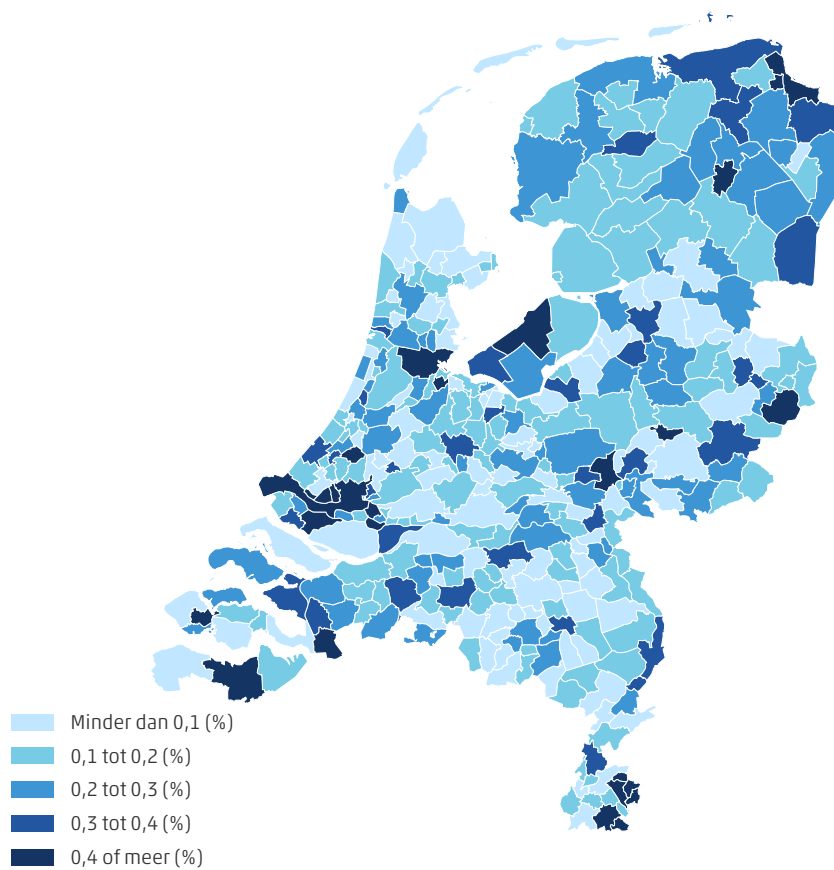 Minder dan 0,1 (%)
0,1 tot 0,2 (%)
0,2 tot 0,3 (%)
0,3 tot 0,4 (%)
0,4 of meer (%)